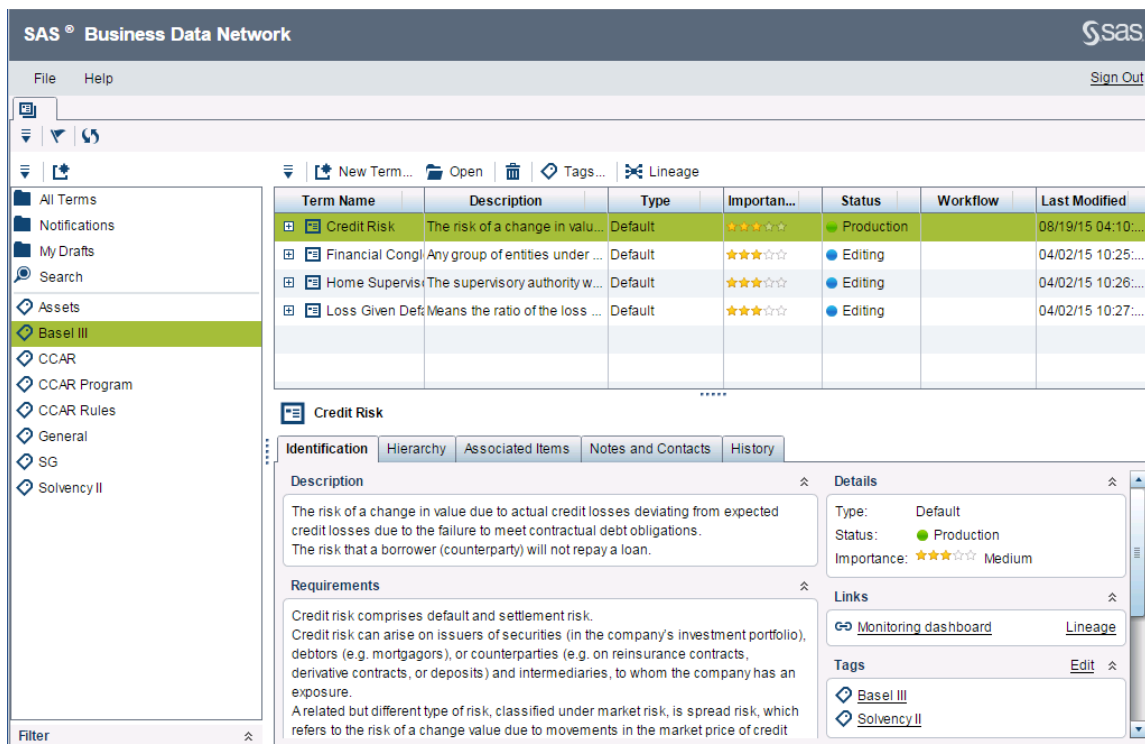 SAS ® Business Data Network
sas
File Help
Sign Out
New Term... Open Tags... Lineage
All Terms
Notifications
My Drafts
Search
Assets
Basel III
CCAR
CCAR Program
CCAR Rules
General
SG
Solvency II
Filter
Term Name Description Type Importan... Status Workflow Last Modified
Credit Risk The risk of a change in valu... Default Production 08/19/15 04:10:...
Financial Congl Any group of entities under ... Default Editing 04/02/15 10:25:...
Home Superviso The supervisory authority w... Default Editing 04/02/15 10:26:...
Loss Given Defa Means the ratio of the loss ... Default Editing 04/02/15 10:27:...
Credit Risk
Identification Hierarchy Associated Items Notes and Contacts History
Description
The risk of a change in value due to actual credit losses deviating from expected
credit losses due to the failure to meet contractual debt obligations.
The risk that a borrower (counterparty) will not repay a loan.
Requirements
Credit risk comprises default and settlement risk.
Credit risk can arise on issuers of securities (in the company's investment portfolio),
debtors (e.g. mortgagors), or counterparties (e.g. on reinsurance contracts,
derivative contracts, or deposits) and intermediaries, to whom the company has an
exposure.
A related but different type of risk, classified under market risk, is spread risk, which
refers to the risk of a change value due to movements in the market price of credit
Details
Type: Default
Status: Production
Importance: Medium
Links
Monitoring dashboard Lineage
Tags Edit
Basel III
Solvency II